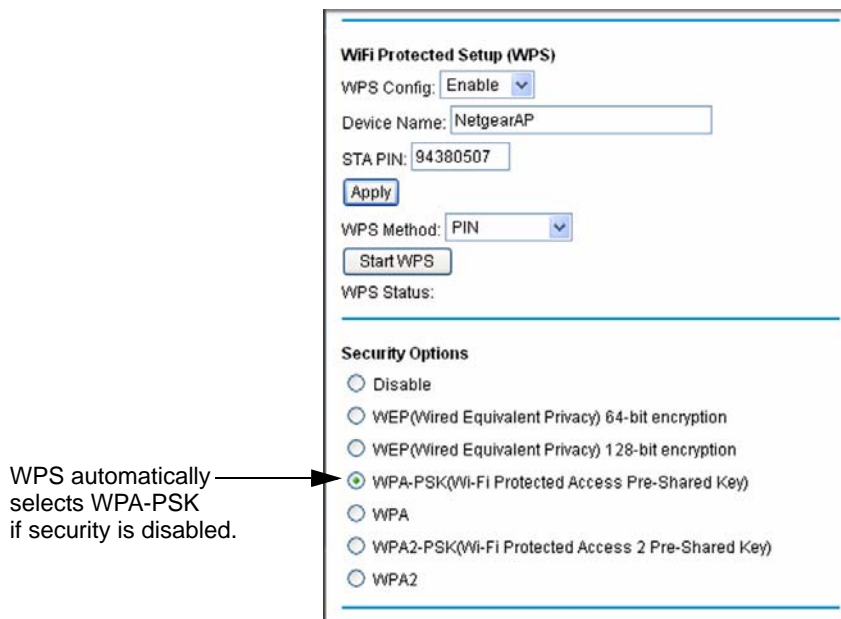 WiFi Protected Setup (WPS)
WPS Config: Enable
Device Name: NetgearAP
STA PIN: 94380507
Apply
WPS Method: PIN
Start WPS
WPS Status:
Security Options
Disable
WEP(Wired Equivalent Privacy) 64-bit encryption
WEP(Wired Equivalent Privacy) 128-bit encryption
WPS automatically
selects WPA-PSK
if security is disabled.
WPA-PSK(Wi-Fi Protected Access Pre-Shared Key)
WPA
WPA2-PSK(Wi-Fi Protected Access 2 Pre-Shared Key)
WPA2